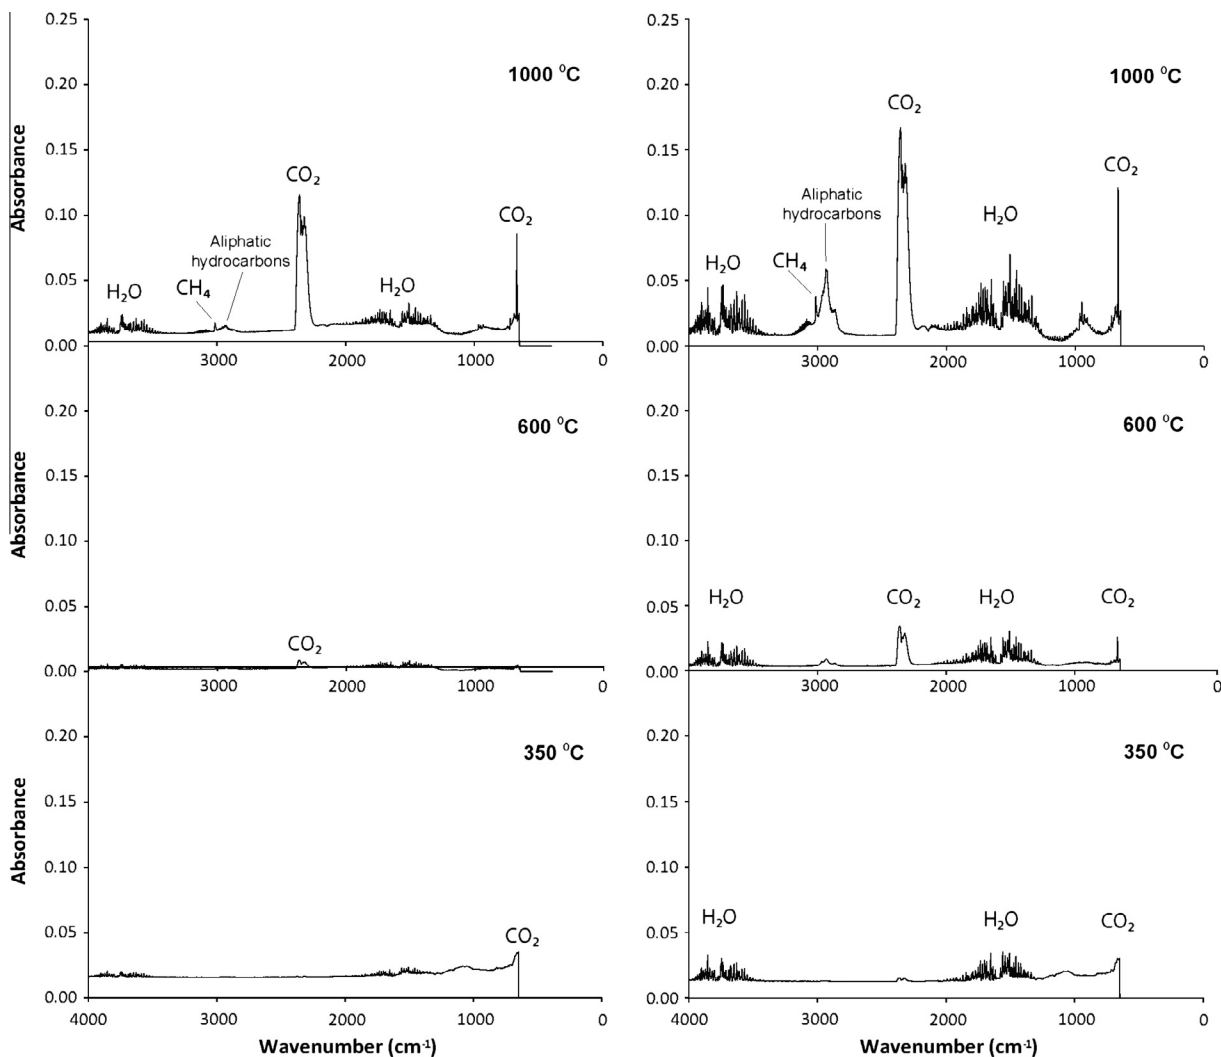 0.25
0.20
0.15
0.10
0.05
0.00
Absorbance
1000 °C
CO₂
CO₂
Aliphatic
hydrocarbons
CH₄
H₂O
H₂O
3000
2000
1000
0
0.25
0.20
0.15
0.10
0.05
0.00
1000 °C
CO₂
CO₂
Aliphatic
hydrocarbons
H₂O
H₂O
CH₄
3000
2000
1000
0
0.20
0.15
0.10
0.05
0.00
Absorbance
600 °C
CO₂
3000
2000
1000
0
0.20
0.15
0.10
0.05
0.00
600 °C
H₂O
CO₂
H₂O
CO₂
3000
2000
1000
0
0.20
0.15
0.10
0.05
0.00
Absorbance
350 °C
CO₂
4000
3000
2000
1000
0
Wavenumber (cm⁻¹)
0.20
0.15
0.10
0.05
0.00
350 °C
H₂O
H₂O
CO₂
4000
3000
2000
1000
0
Wavenumber (cm⁻¹)